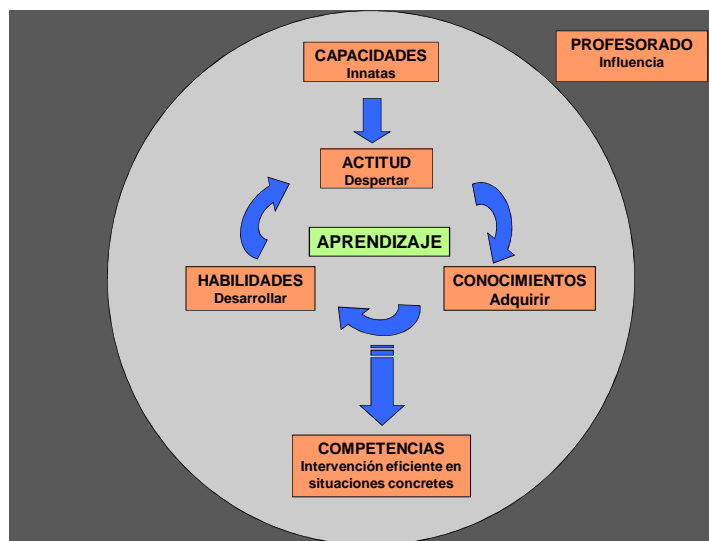 CAPACIDADES
Innatas
PROFESORADO
Influencia
ACTITUD
Despertar
APRENDIZAJE
HABILIDADES
Desarrollar
CONOCIMIENTOS
Adquirir
COMPETENCIAS
Intervención eficiente en
situaciones concretes